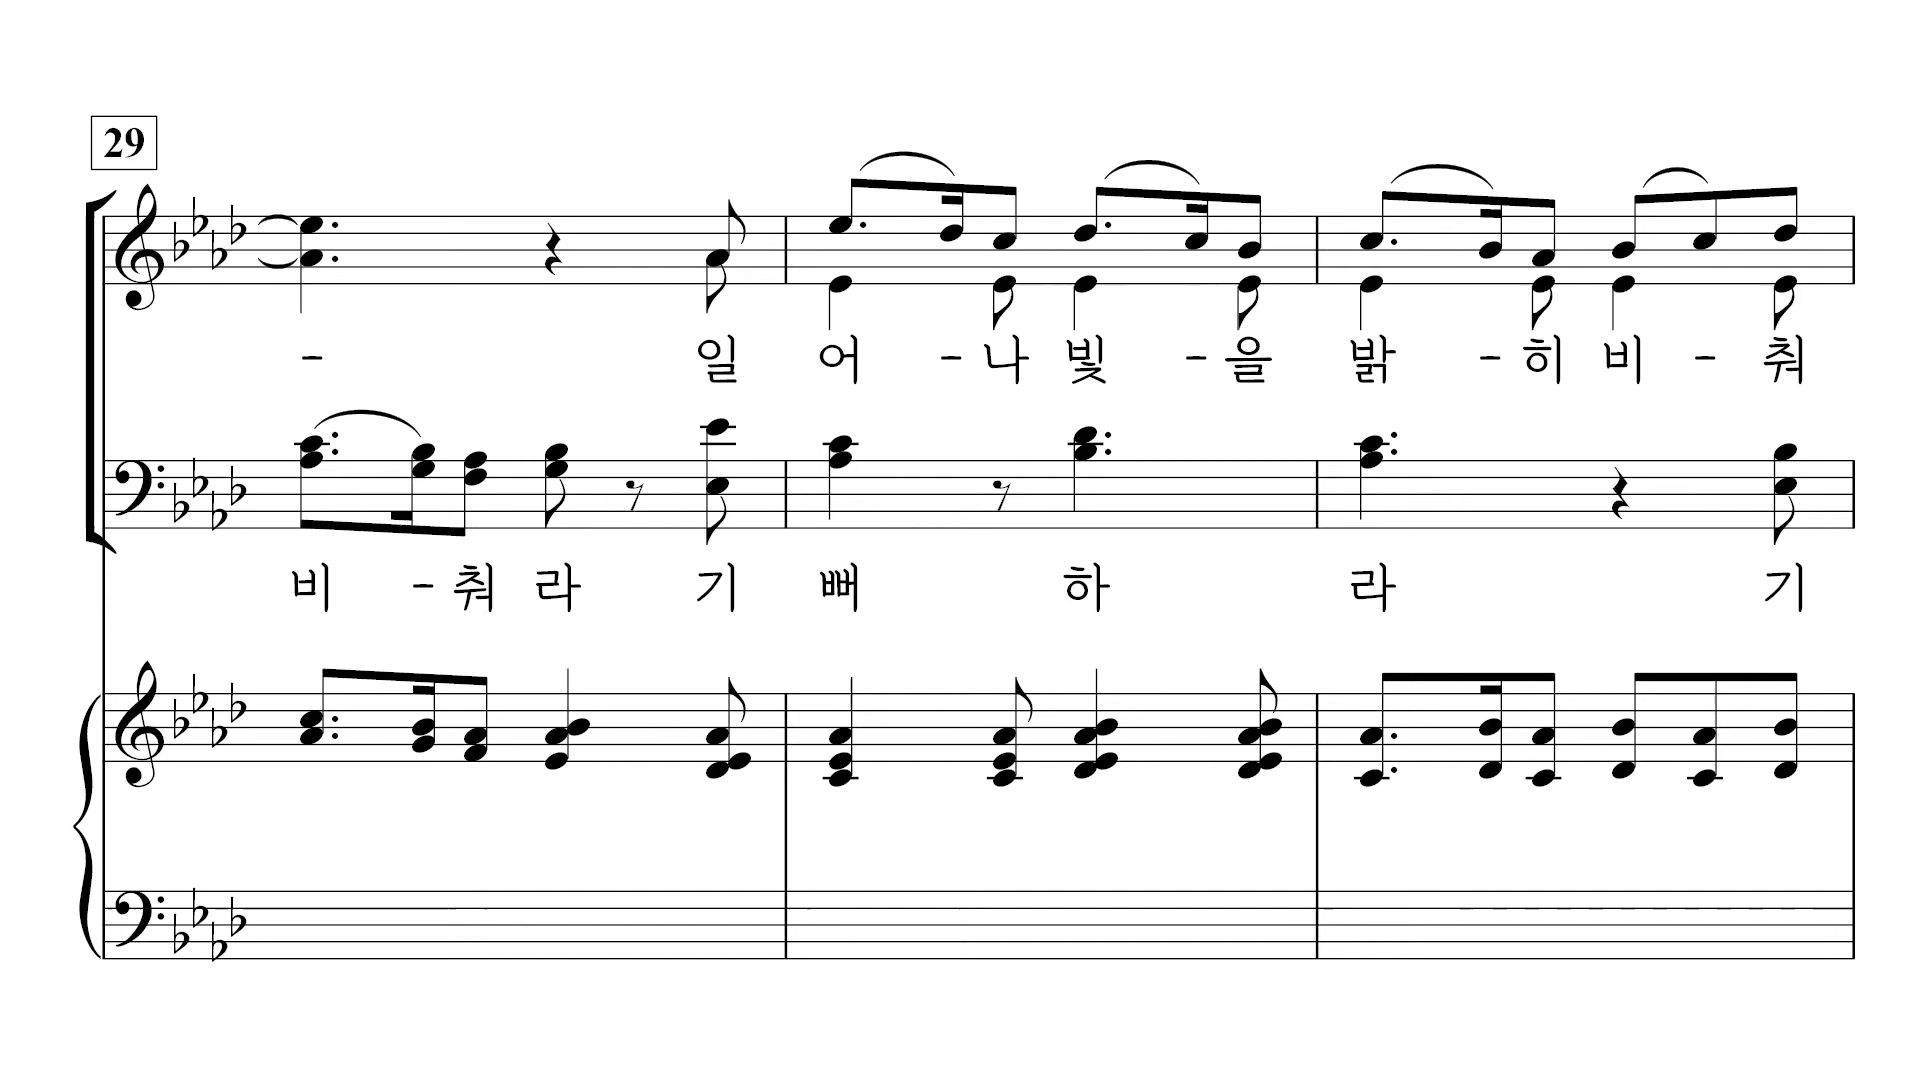 29
- 일 어 - 나 빛 - 을 밝 - 히 비 - 춰
비 - 춰 라 기 뻐 하 라 기